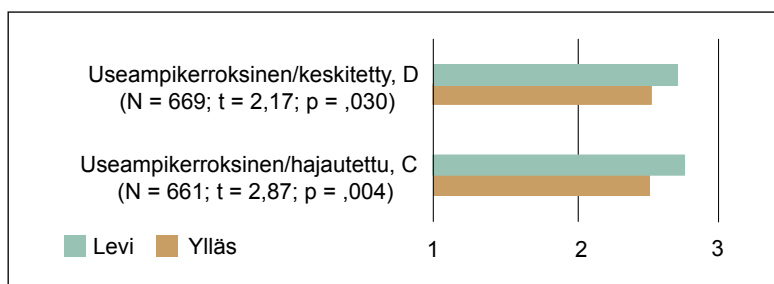 Useampikerroksinen/keskitetty, D
(N = 669; t = 2,17; p = ,030)
Useampikerroksinen/hajautettu, C
(N = 661; t = 2,87; p = ,004)
Levi Ylläs
1 2 3